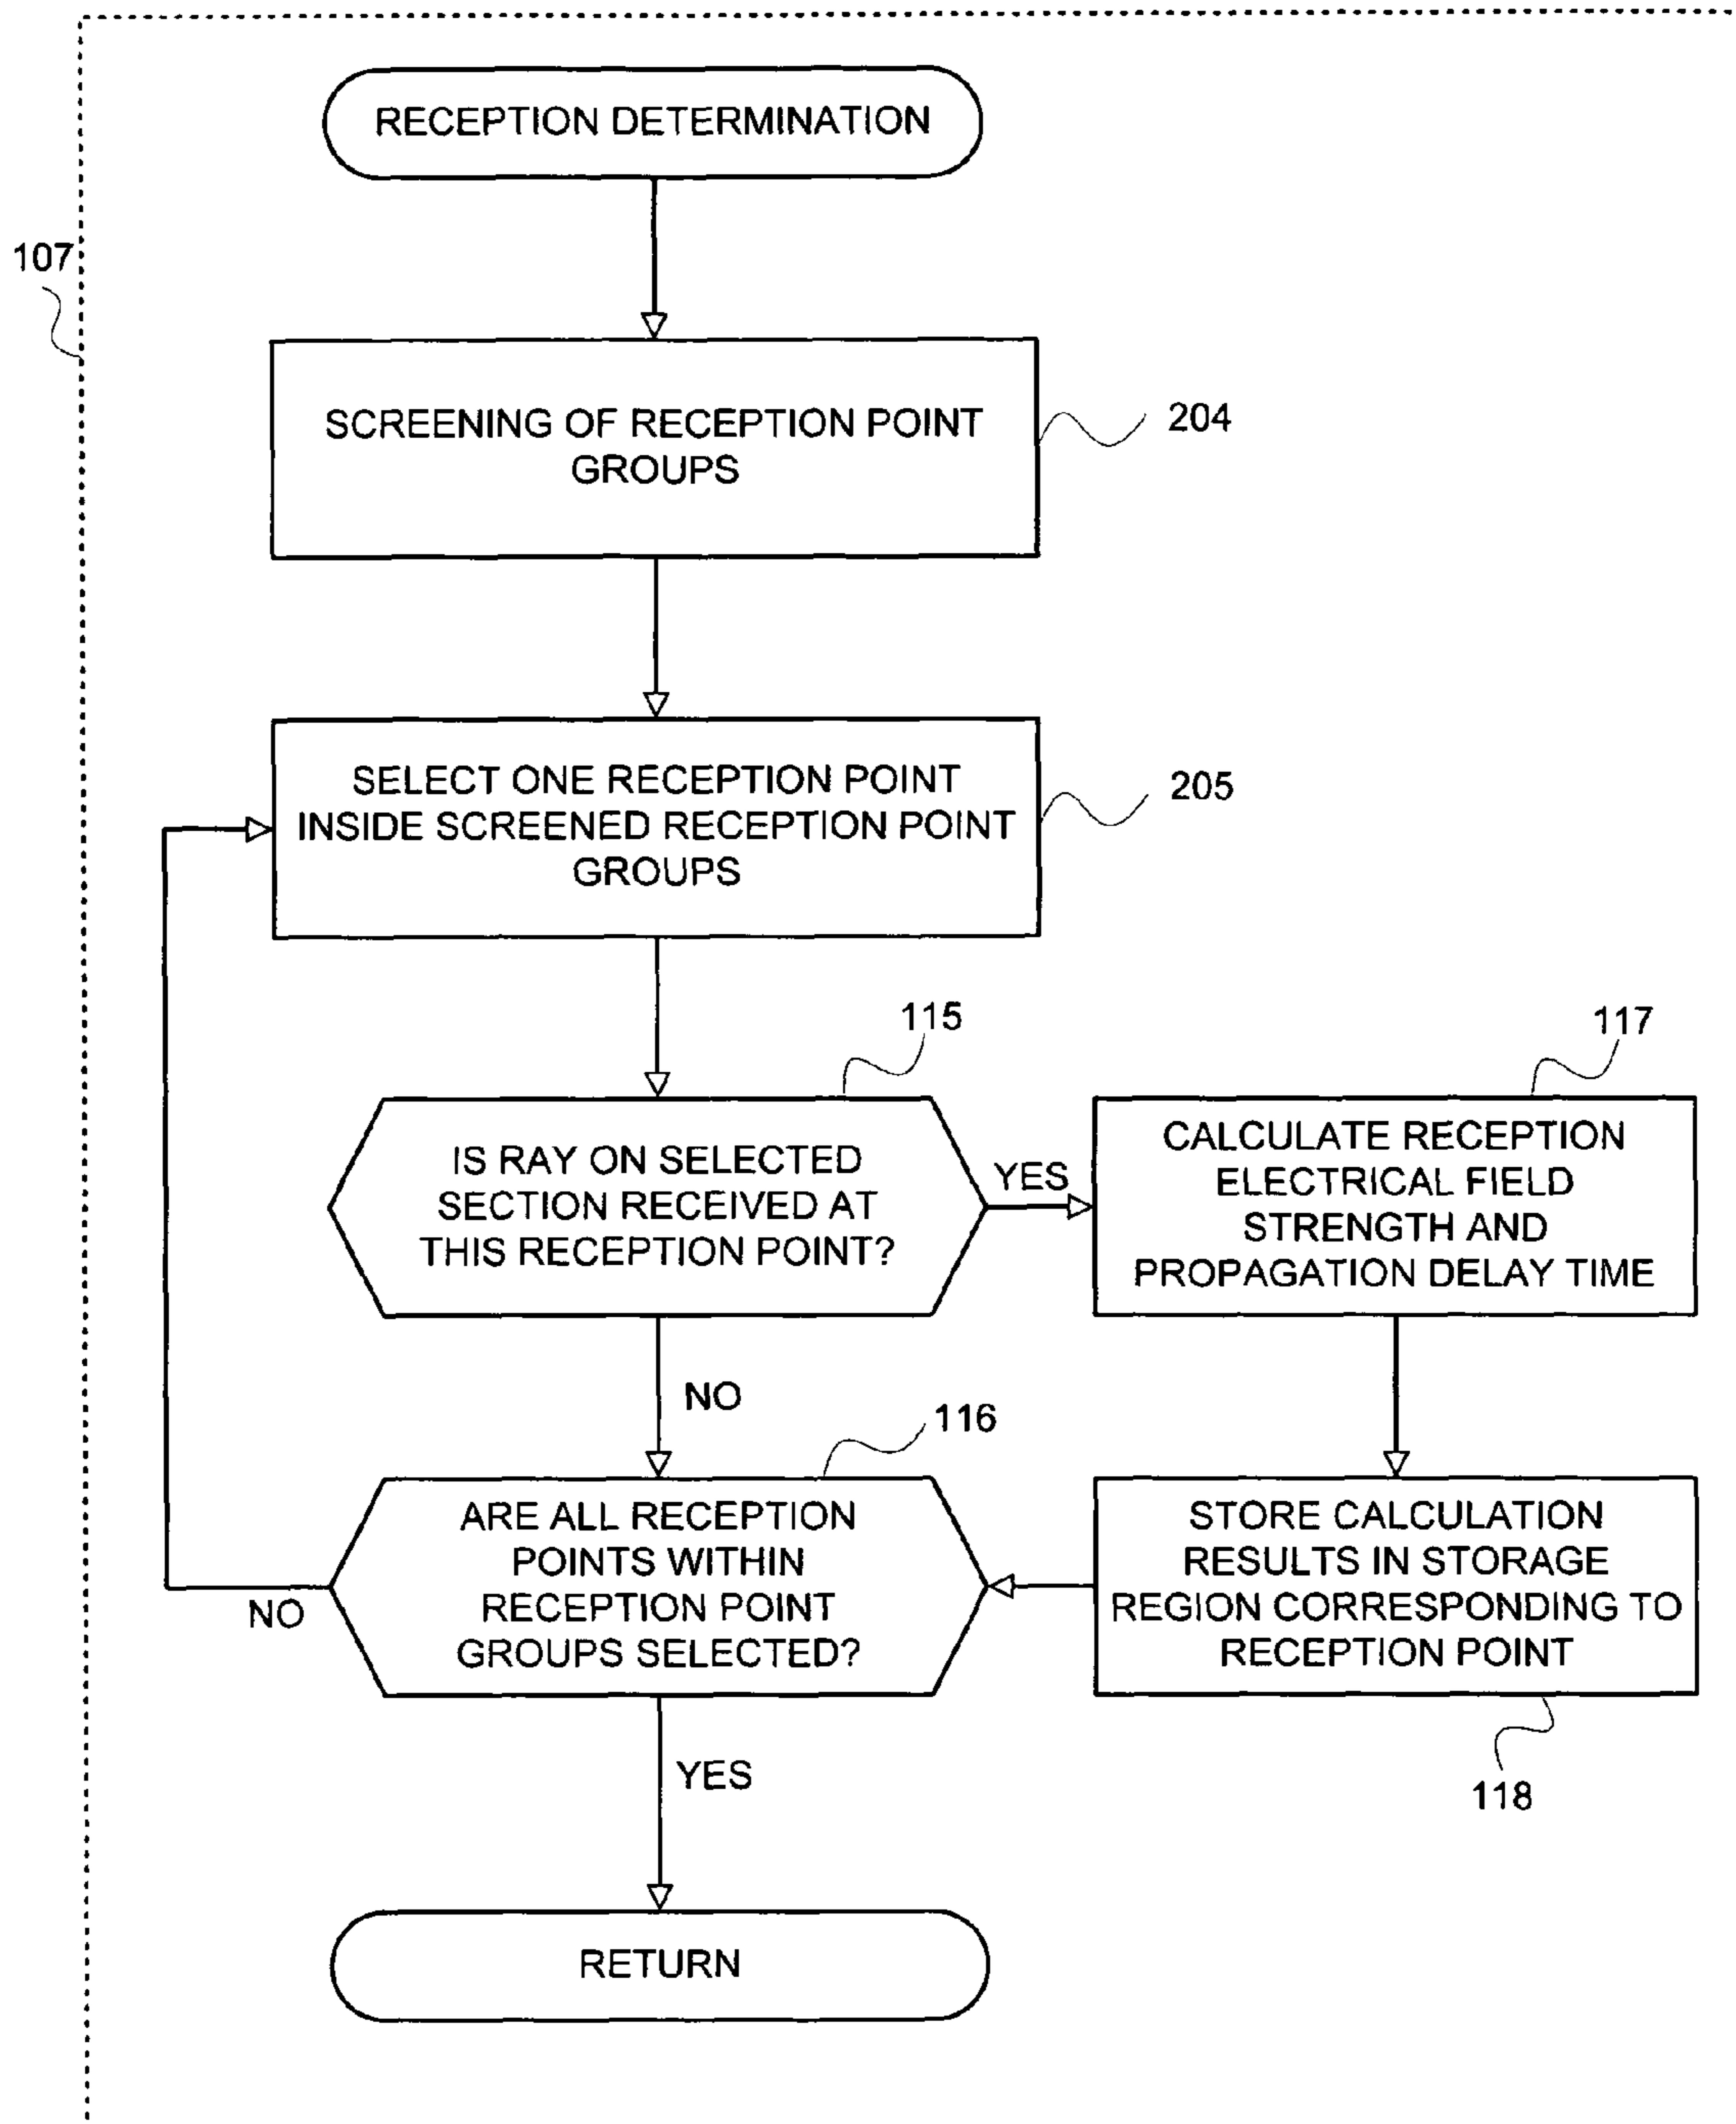 RECEPTION DETERMINATION
107
SCREENING OF RECEPTION POINT
GROUPS
204
SELECT ONE RECEPTION POINT
INSIDE SCREENED RECEPTION POINT
GROUPS
205
115
IS RAY ON SELECTED
SECTION RECEIVED AT
THIS RECEPTION POINT?
YES
117
CALCULATE RECEPTION
ELECTRICAL FIELD
STRENGTH AND
PROPAGATION DELAY TIME
NO
116
ARE ALL RECEPTION
POINTS WITHIN
RECEPTION POINT
GROUPS SELECTED?
NO
STORE CALCULATION
RESULTS IN STORAGE
REGION CORRESPONDING TO
RECEPTION POINT
118
YES
RETURN